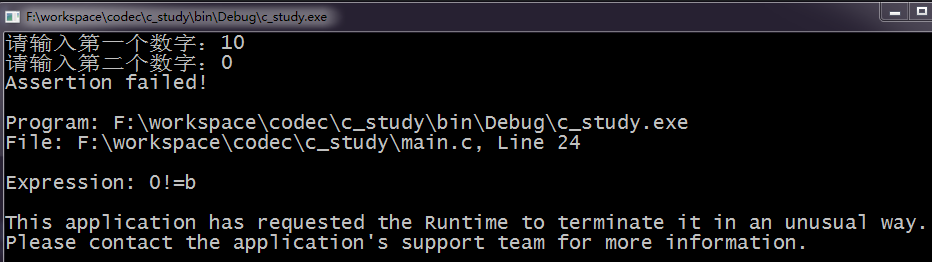 F:\workspace\codec\c_study\bin\Debug\c_study.exe
请输入第一个数字：10
请输入第二个数字：0
Assertion failed!
Program: F:\workspace\codec\c_study\bin\Debug\c_study.exe
File: F:\workspace\codec\c_study\main.c, Line 24
Expression: 0!=b
This application has requested the Runtime to terminate it in an unusual way.
Please contact the application's support team for more information.